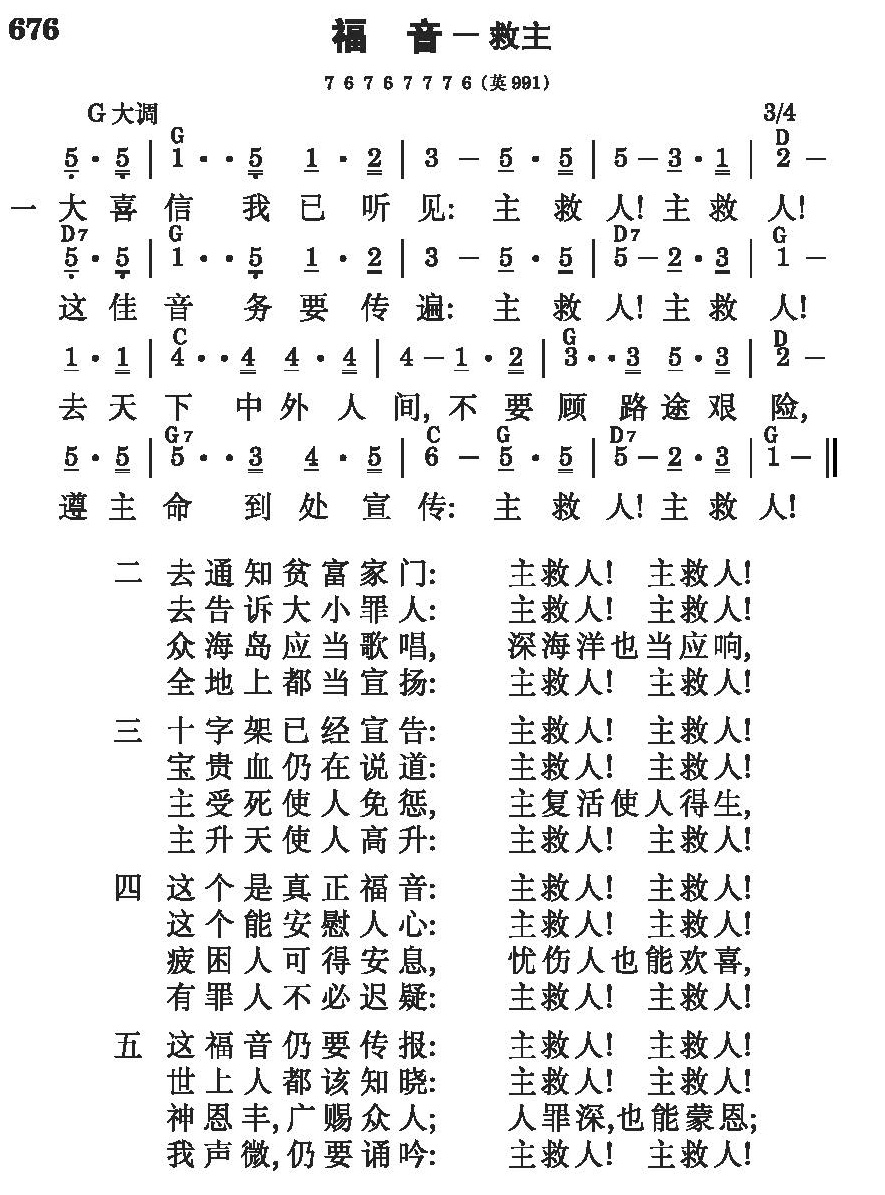 676
福 音－救主
7 6 7 6 7 7 7 6 (英 991)
G 大调 3/4
G D
5 · 5 | 1 · · 5 1 · 2 | 3 － 5 · 5 | 5 － 3 · 1 | 2 －
一 大 喜 信 我 已 听 见: 主 救 人! 主 救 人!
D7 G D7 G
5 · 5 | 1 · · 5 1 · 2 | 3 － 5 · 5 | 5 － 2 · 3 | 1 －
这 佳 音 务 要 传 遍: 主 救 人! 主 救 人!
C G D
1 · 1 | 4 · · 4 4 · 4 | 4 － 1 · 2 | 3 · · 3 5 · 3 | 2 －
去 天 下 中 外 人 间, 不 要 顾 路 途 艰 险,
G7 C G D7 G
5 · 5 | 5 · · 3 4 · 5 | 6 － 5 · 5 | 5 － 2 · 3 | 1 － ‖
遵 主 命 到 处 宣 传: 主 救 人! 主 救 人!
二 去通知贫富家门: 主救人! 主救人!
去告诉大小罪人: 主救人! 主救人!
众海岛应当歌唱, 深海洋也当应响,
全地上都当宣扬: 主救人! 主救人!
三 十字架已经宣告: 主救人! 主救人!
宝贵血仍在说道: 主救人! 主救人!
主受死使人免惩, 主复活使人得生,
主升天使人高升: 主救人! 主救人!
四 这个是真正福音: 主救人! 主救人!
这个能安慰人心: 主救人! 主救人!
疲困人可得安息, 忧伤人也能欢喜,
有罪人不必迟疑: 主救人! 主救人!
五 这福音仍要传报: 主救人! 主救人!
世上人都该知晓: 主救人! 主救人!
神恩丰,广赐众人; 人罪深,也能蒙恩;
我声微,仍要诵吟: 主救人! 主救人!